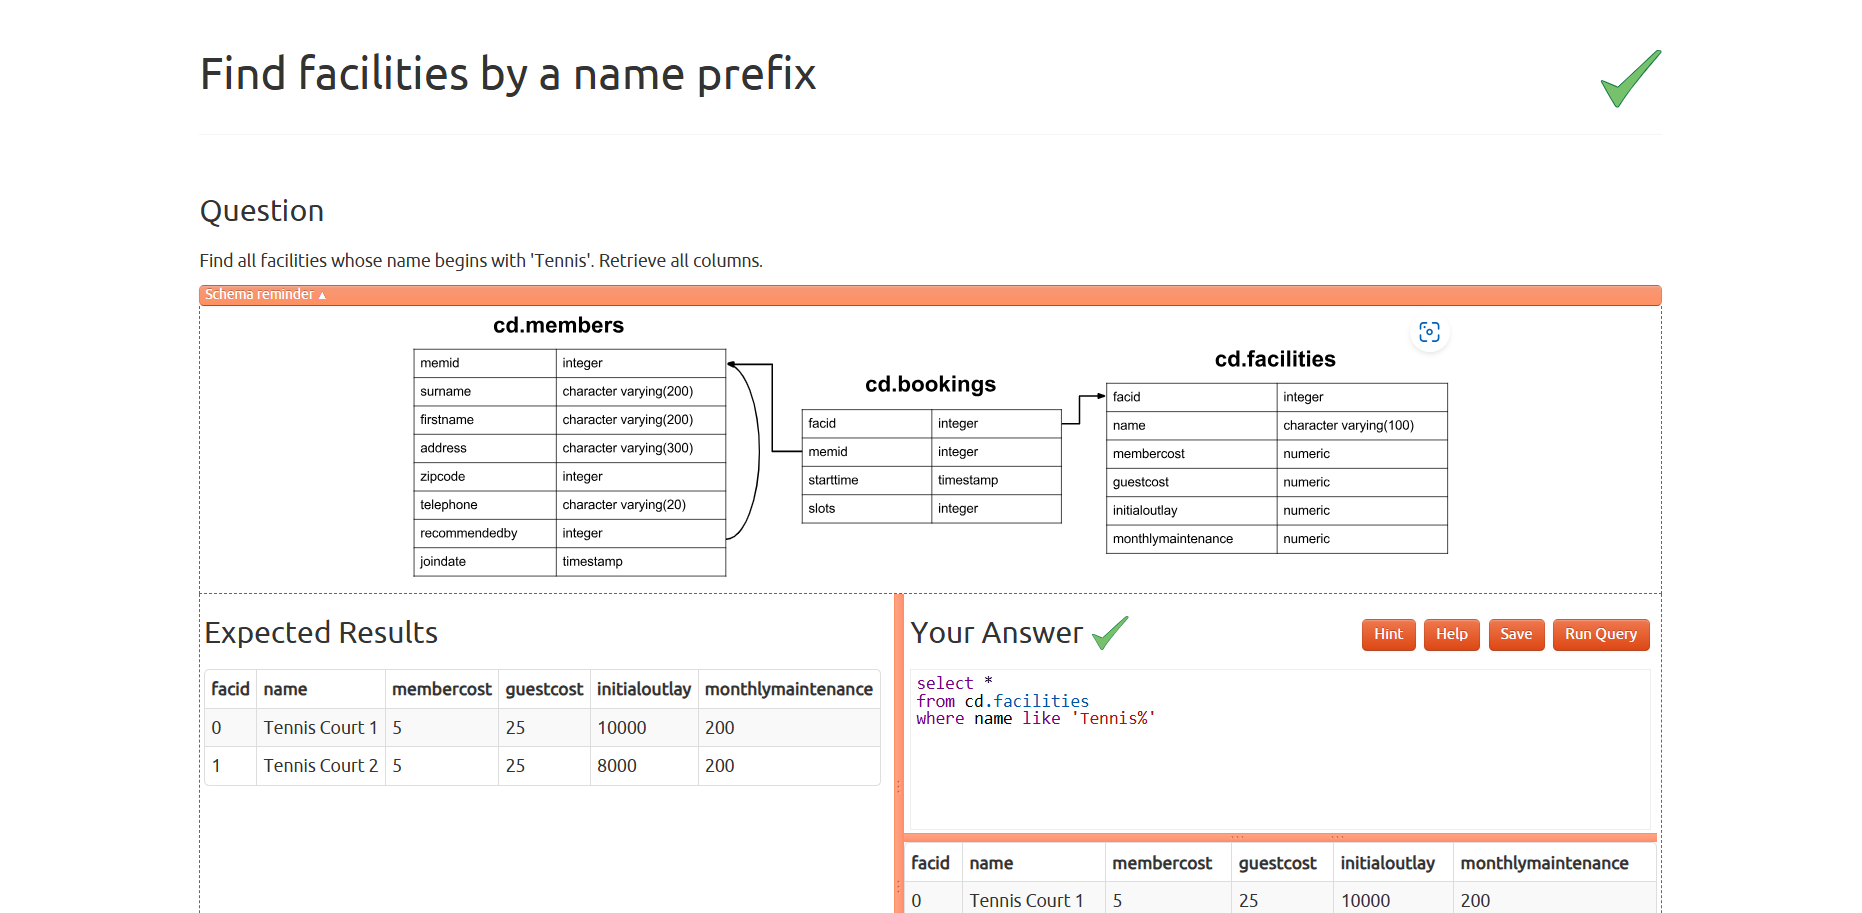 Find facilities by a name prefix
Question
Find all facilities whose name begins with 'Tennis'. Retrieve all columns.
Schema reminder ▲
cd.members
memid integer
surname character varying(200)
firstname character varying(200)
address character varying(300)
zipcode integer
telephone character varying(20)
recommendedby integer
joindate timestamp
cd.bookings
facid integer
memid integer
starttime timestamp
slots integer
cd.facilities
facid integer
name character varying(100)
membercost numeric
guestcost numeric
initialoutlay numeric
monthlymaintenance numeric
Expected Results
facid name membercost guestcost initialoutlay monthlymaintenance
0 Tennis Court 1 5 25 10000 200
1 Tennis Court 2 5 25 8000 200
Your Answer
Hint Help Save Run Query
select *
from cd.facilities
where name like 'Tennis%'
facid name membercost guestcost initialoutlay monthlymaintenance
0 Tennis Court 1 5 25 10000 200